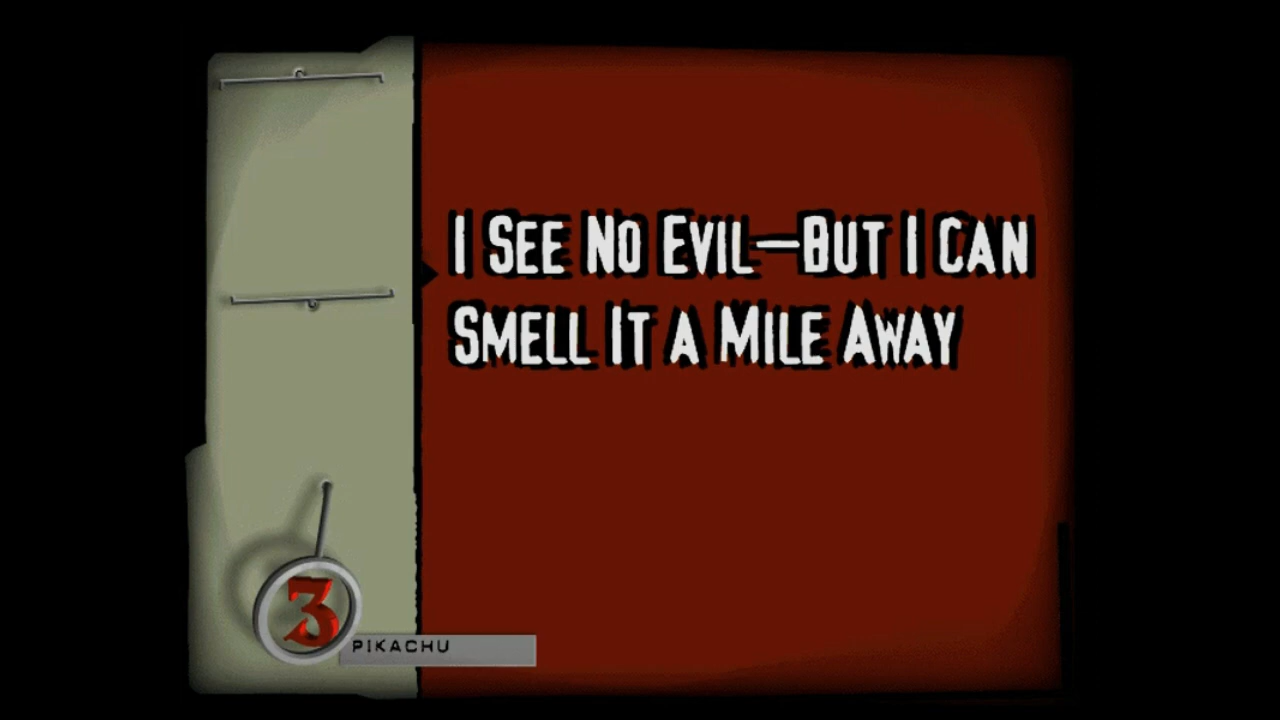 I SEE NO EVIL—BUT I CAN
SMELL IT A MILE AWAY
3
PIKACHU